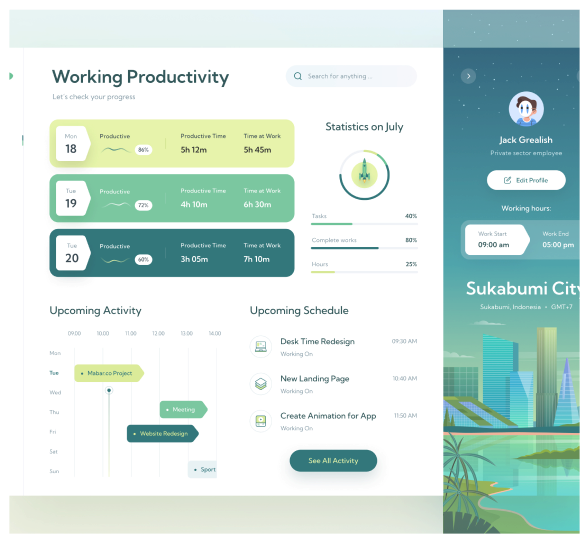 Working Productivity
Let's check your progress
Search for anything ...
Mon
18
Productive
86%
Productive Time
5h 12m
Time at Work
5h 45m
Tue
19
Productive
72%
Productive Time
4h 10m
Time at Work
6h 30m
Tue
20
Productive
60%
Productive Time
3h 05m
Time at Work
7h 10m
Statistics on July
Tasks 40%
Complete works 80%
Hours 25%
Upcoming Activity
09.00 10.00 11.00 12.00 13.00 14.00
Mon
Tue
Wed
Thu
Fri
Sat
Sun
Mabar.co Project
Meeting
Website Redesign
Sport
Upcoming Schedule
Desk Time Redesign 09:30 AM
Working On
New Landing Page 10:40 AM
Working On
Create Animation for App 11:50 AM
Working On
See All Activity
Jack Grealish
Private sector employee
Edit Profile
Working hours:
Work Start
09:00 am
Work End
05:00 pm
Sukabumi City
Sukabumi, Indonesia • GMT+7